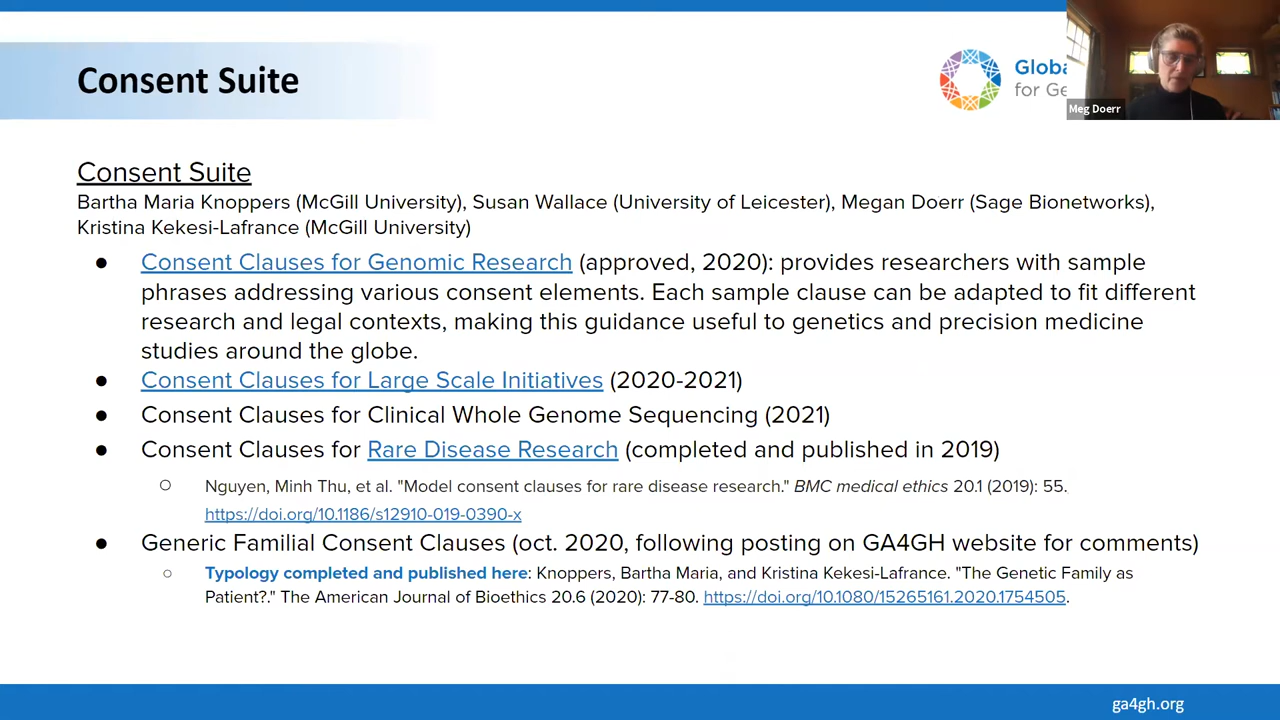 Consent Suite
Globa
for Ge
Meg Doerr
Consent Suite
Bartha Maria Knoppers (McGill University), Susan Wallace (University of Leicester), Megan Doerr (Sage Bionetworks),
Kristina Kekesi-Lafrance (McGill University)
● Consent Clauses for Genomic Research (approved, 2020): provides researchers with sample
phrases addressing various consent elements. Each sample clause can be adapted to fit different
research and legal contexts, making this guidance useful to genetics and precision medicine
studies around the globe.
● Consent Clauses for Large Scale Initiatives (2020-2021)
● Consent Clauses for Clinical Whole Genome Sequencing (2021)
● Consent Clauses for Rare Disease Research (completed and published in 2019)
○ Nguyen, Minh Thu, et al. "Model consent clauses for rare disease research." BMC medical ethics 20.1 (2019): 55.
https://doi.org/10.1186/s12910-019-0390-x
● Generic Familial Consent Clauses (oct. 2020, following posting on GA4GH website for comments)
○ Typology completed and published here: Knoppers, Bartha Maria, and Kristina Kekesi-Lafrance. "The Genetic Family as
Patient?." The American Journal of Bioethics 20.6 (2020): 77-80. https://doi.org/10.1080/15265161.2020.1754505.
ga4gh.org